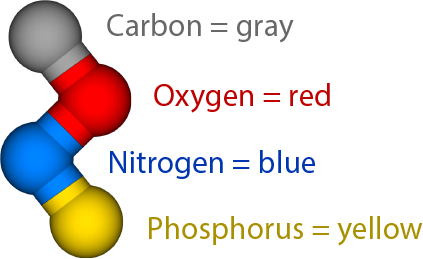 Carbon = gray
Oxygen = red
Nitrogen = blue
Phosphorus = yellow